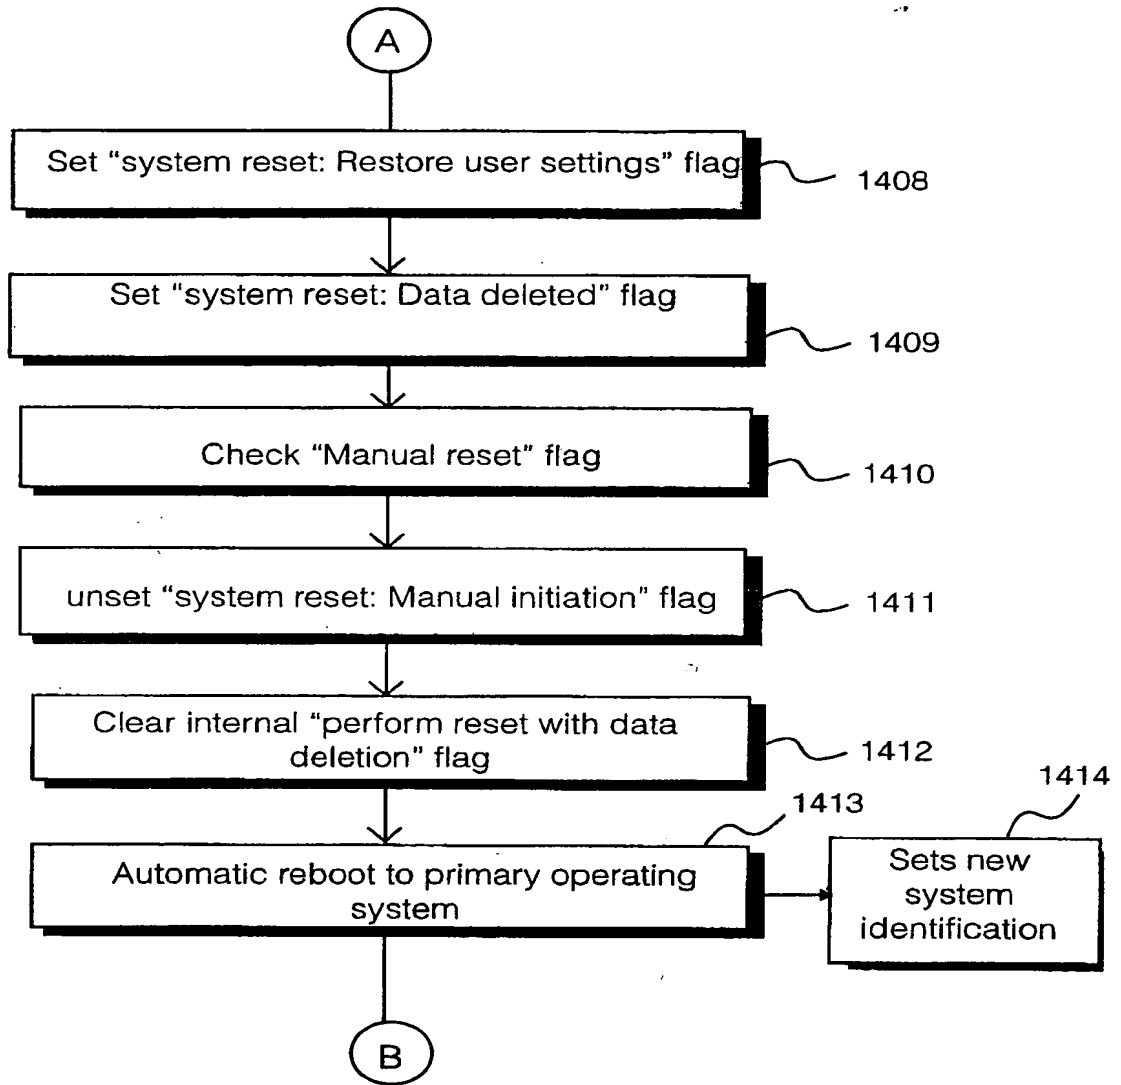 A
Set “system reset: Restore user settings” flag
1408
Set “system reset: Data deleted” flag
1409
Check “Manual reset” flag
1410
unset “system reset: Manual initiation” flag
1411
Clear internal “perform reset with data
deletion” flag
1412
1413
1414
Automatic reboot to primary operating
system
Sets new
system
identification
B